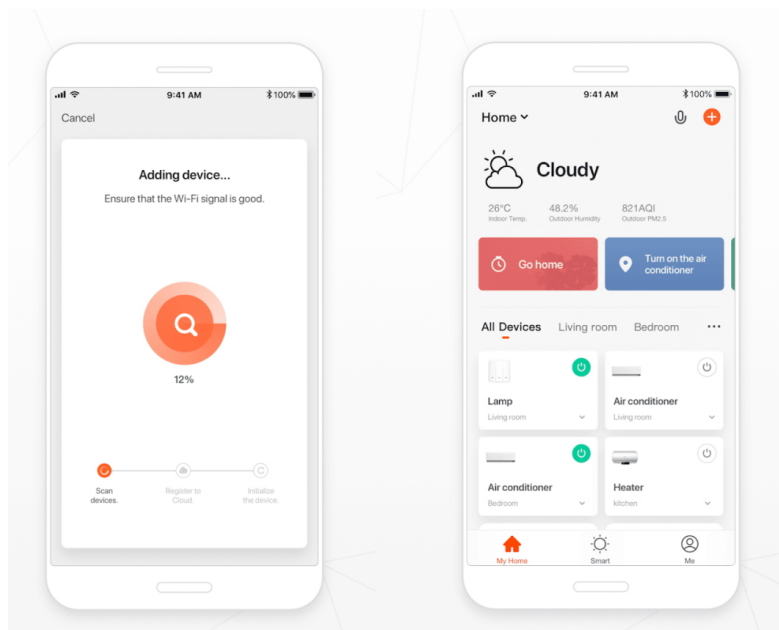 9:41 AM
100%
Cancel
Adding device...
Ensure that the Wi-Fi signal is good.
12%
Scan
devices.
Register to
Cloud.
Initialize
the device.
9:41 AM
100%
Home
Cloudy
26°C
Indoor Temp.
48.2%
Outdoor Humidity
821AQI
Outdoor PM2.5
Go home
Turn on the air
conditioner
All Devices
Living room
Bedroom
...
Lamp
Living room
Air conditioner
Living room
Air conditioner
Bedroom
Heater
kitchen
My Home
Smart
Me